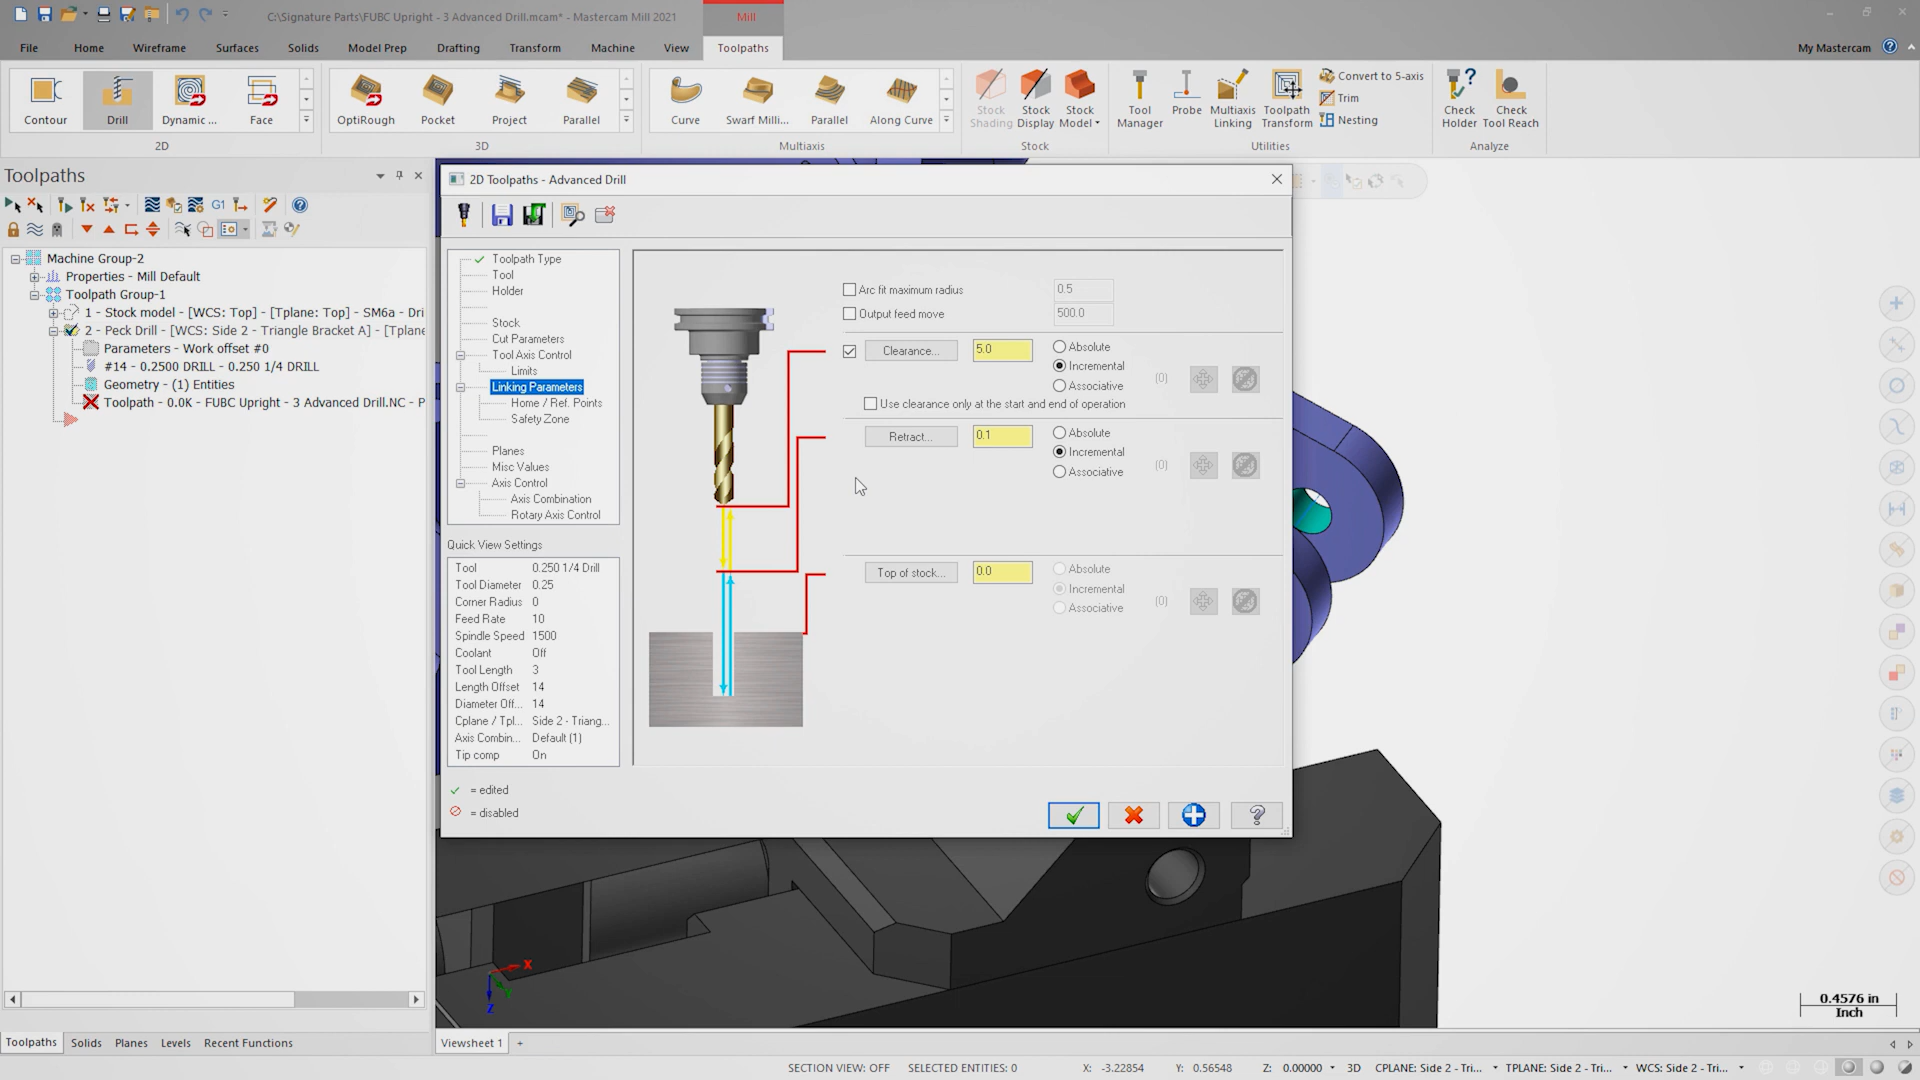 C:\Signature Parts\FUBC Upright - 3 Advanced Drill.mcam* - Mastercam Mill 2021
Mill
File Home Wireframe Surfaces Solids Model Prep Drafting Transform Machine View Toolpaths My Mastercam
Contour Drill Dynamic ... Face
2D
OptiRough Pocket Project Parallel
3D
Curve Swarf Milli... Parallel Along Curve
Multiaxis
Stock Shading
Stock Display
Stock Model
Stock
Tool Manager
Probe
Multiaxis Linking
Toolpath Transform
Convert to 5-axis
Trim
Nesting
Utilities
Check Holder
Check Tool Reach
Analyze
Toolpaths
G1
Machine Group-2
Properties - Mill Default
Toolpath Group-1
1 - Stock model - [WCS: Top] - [Tplane: Top] - SM6a - Dri
2 - Peck Drill - [WCS: Side 2 - Triangle Bracket A] - [Tplane
Parameters - Work offset #0
#14 - 0.2500 DRILL - 0.250 1/4 DRILL
Geometry - (1) Entities
Toolpath - 0.0K - FUBC Upright - 3 Advanced Drill.NC - P
2D Toolpaths - Advanced Drill
Toolpath Type
Tool
Holder
Stock
Cut Parameters
Tool Axis Control
Limits
Linking Parameters
Home / Ref. Points
Safety Zone
Planes
Misc Values
Axis Control
Axis Combination
Rotary Axis Control
Quick View Settings
Tool 0.250 1/4 Drill
Tool Diameter 0.25
Corner Radius 0
Feed Rate 10
Spindle Speed 1500
Coolant Off
Tool Length 3
Length Offset 14
Diameter Off... 14
Cplane / Tpl... Side 2 - Triang...
Axis Combin... Default (1)
Tip comp On
= edited
= disabled
Arc fit maximum radius 0.5
Output feed move 500.0
Clearance... 5.0
Absolute
Incremental
Associative (0)
Use clearance only at the start and end of operation
Retract... 0.1
Absolute
Incremental
Associative (0)
Top of stock... 0.0
Absolute
Incremental
Associative (0)
X
Y
Z
0.4576 in
Inch
Toolpaths Solids Planes Levels Recent Functions
Viewsheet 1 +
SECTION VIEW: OFF SELECTED ENTITIES: 0 X: -3.22854 Y: 0.56548 Z: 0.00000 3D CPLANE: Side 2 - Tri... TPLANE: Side 2 - Tri... WCS: Side 2 - Tri...